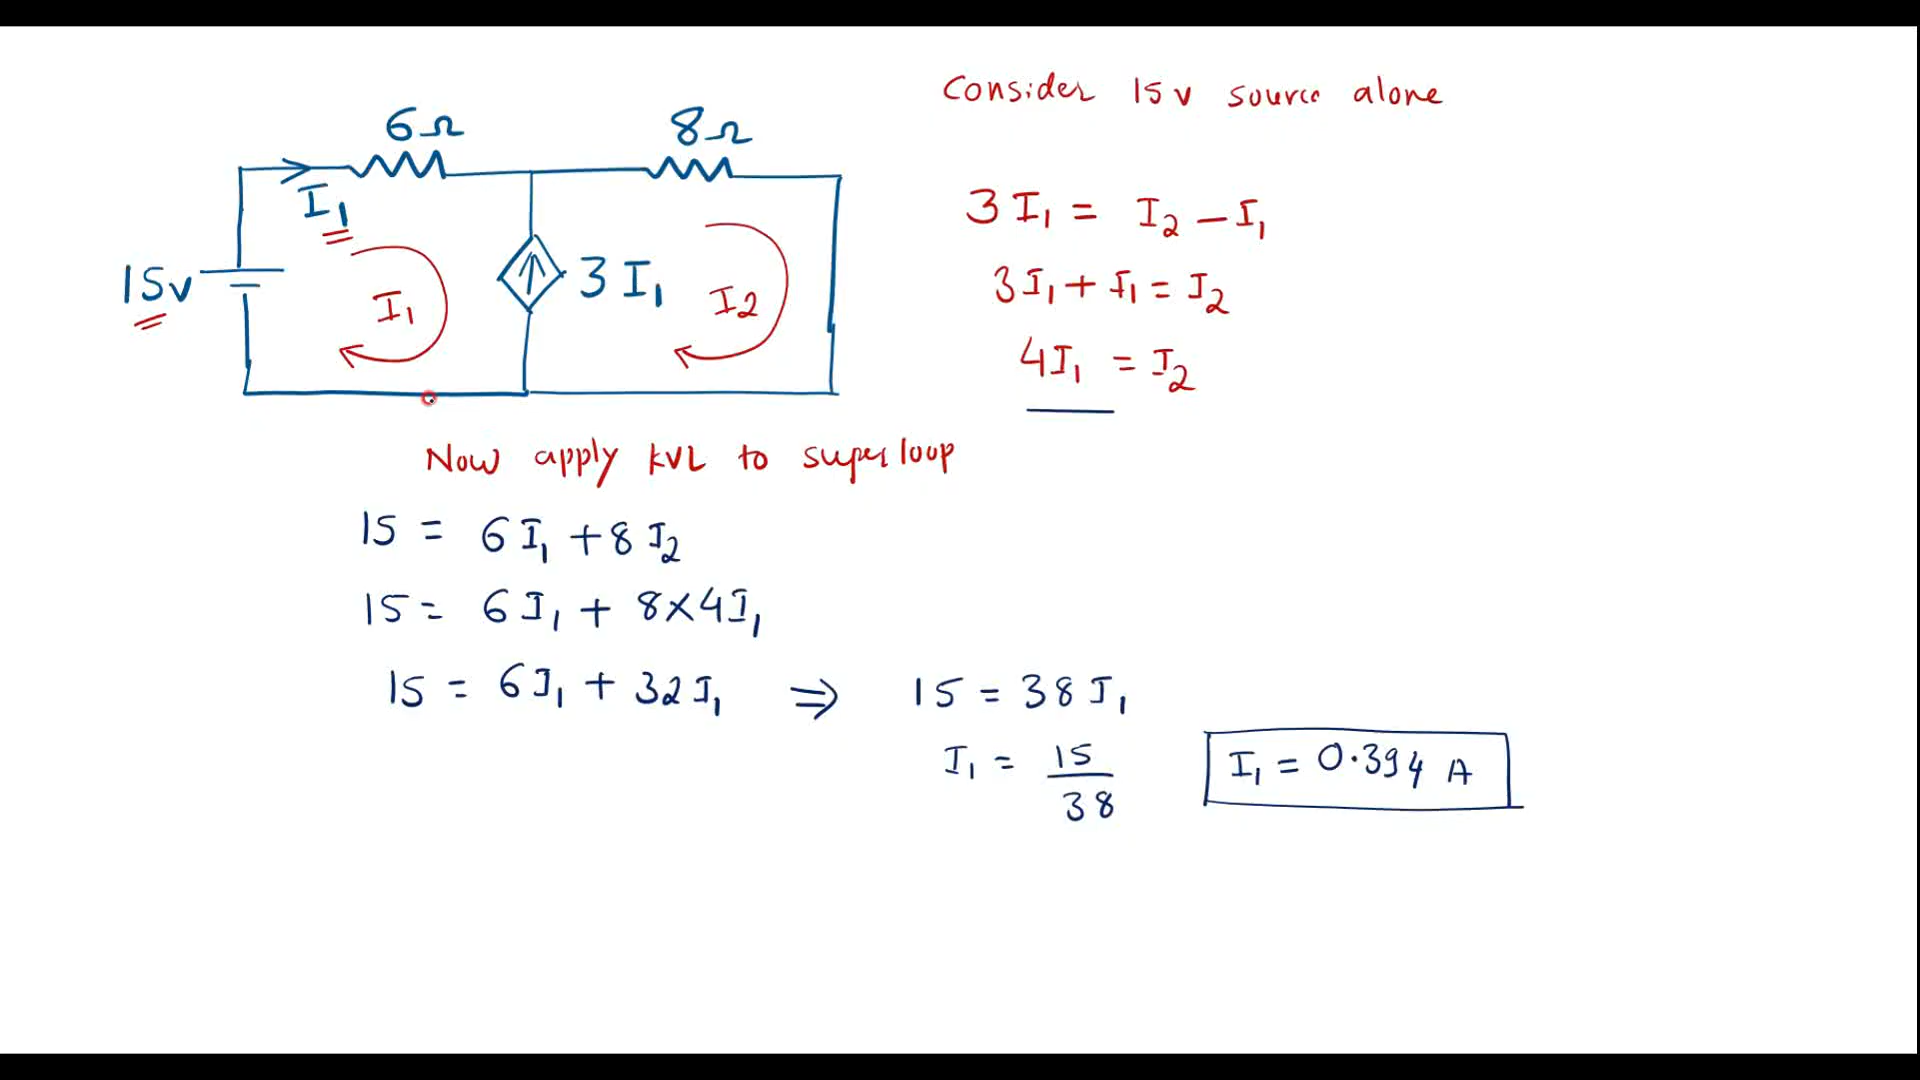 Consider 15v source alone
6Ω
8Ω
I₁
15v
I₁
3I₁
I2
3I₁ = I₂ – I₁
3I₁ + I₁ = I₂
4I₁ = I₂
Now apply KVL to superloop
15 = 6I₁ + 8I₂
15 = 6I₁ + 8×4I₁
15 = 6I₁ + 32I₁ ⇒ 15 = 38I₁
I₁ = 15/38
I₁ = 0.394 A